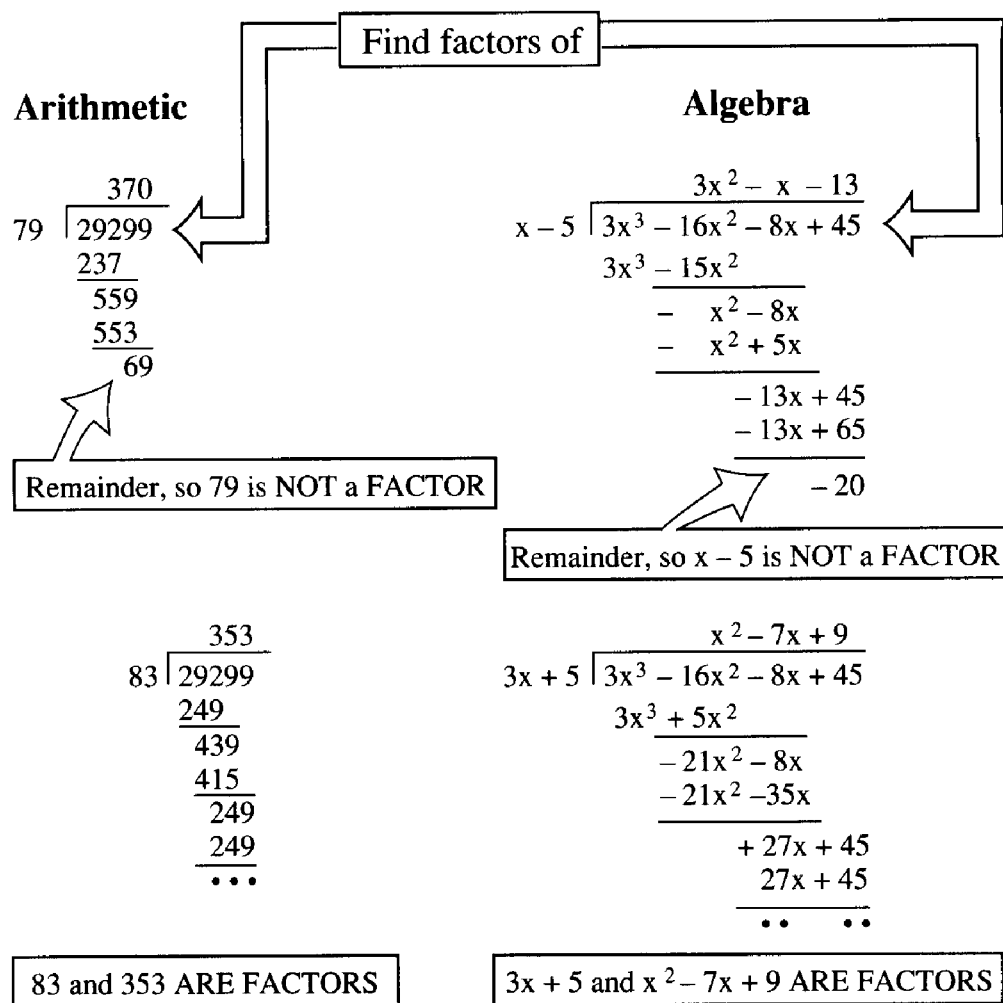 Find factors of
Arithmetic
370
79 29299
237
559
553
69
Remainder, so 79 is NOT a FACTOR
Algebra
3x² – x – 13
x – 5 3x³ – 16x² – 8x + 45
3x³ – 15x²
– x² – 8x
– x² + 5x
– 13x + 45
– 13x + 65
– 20
Remainder, so x – 5 is NOT a FACTOR
353
83 29299
249
439
415
249
249
• • •
83 and 353 ARE FACTORS
x² – 7x + 9
3x + 5 3x³ – 16x² – 8x + 45
3x³ + 5x²
– 21x² – 8x
– 21x² –35x
+ 27x + 45
27x + 45
• • • •
3x + 5 and x² – 7x + 9 ARE FACTORS